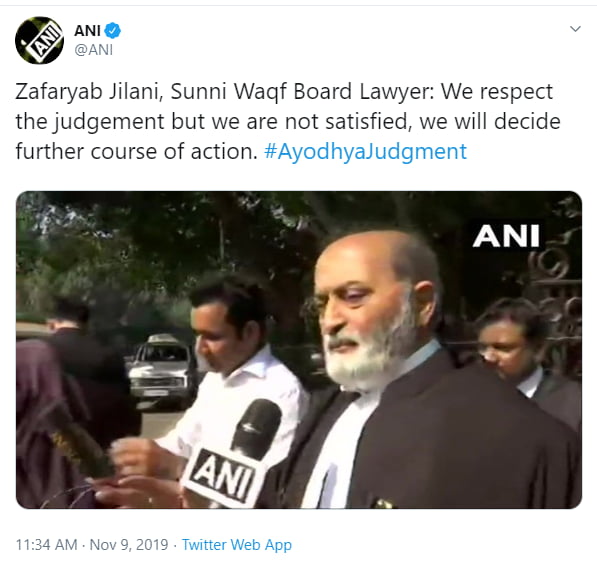 ANI
@ANI
Zafaryab Jilani, Sunni Waqf Board Lawyer: We respect
the judgement but we are not satisfied, we will decide
further course of action. #AyodhyaJudgment
ANI
ANI
11:34 AM · Nov 9, 2019 · Twitter Web App